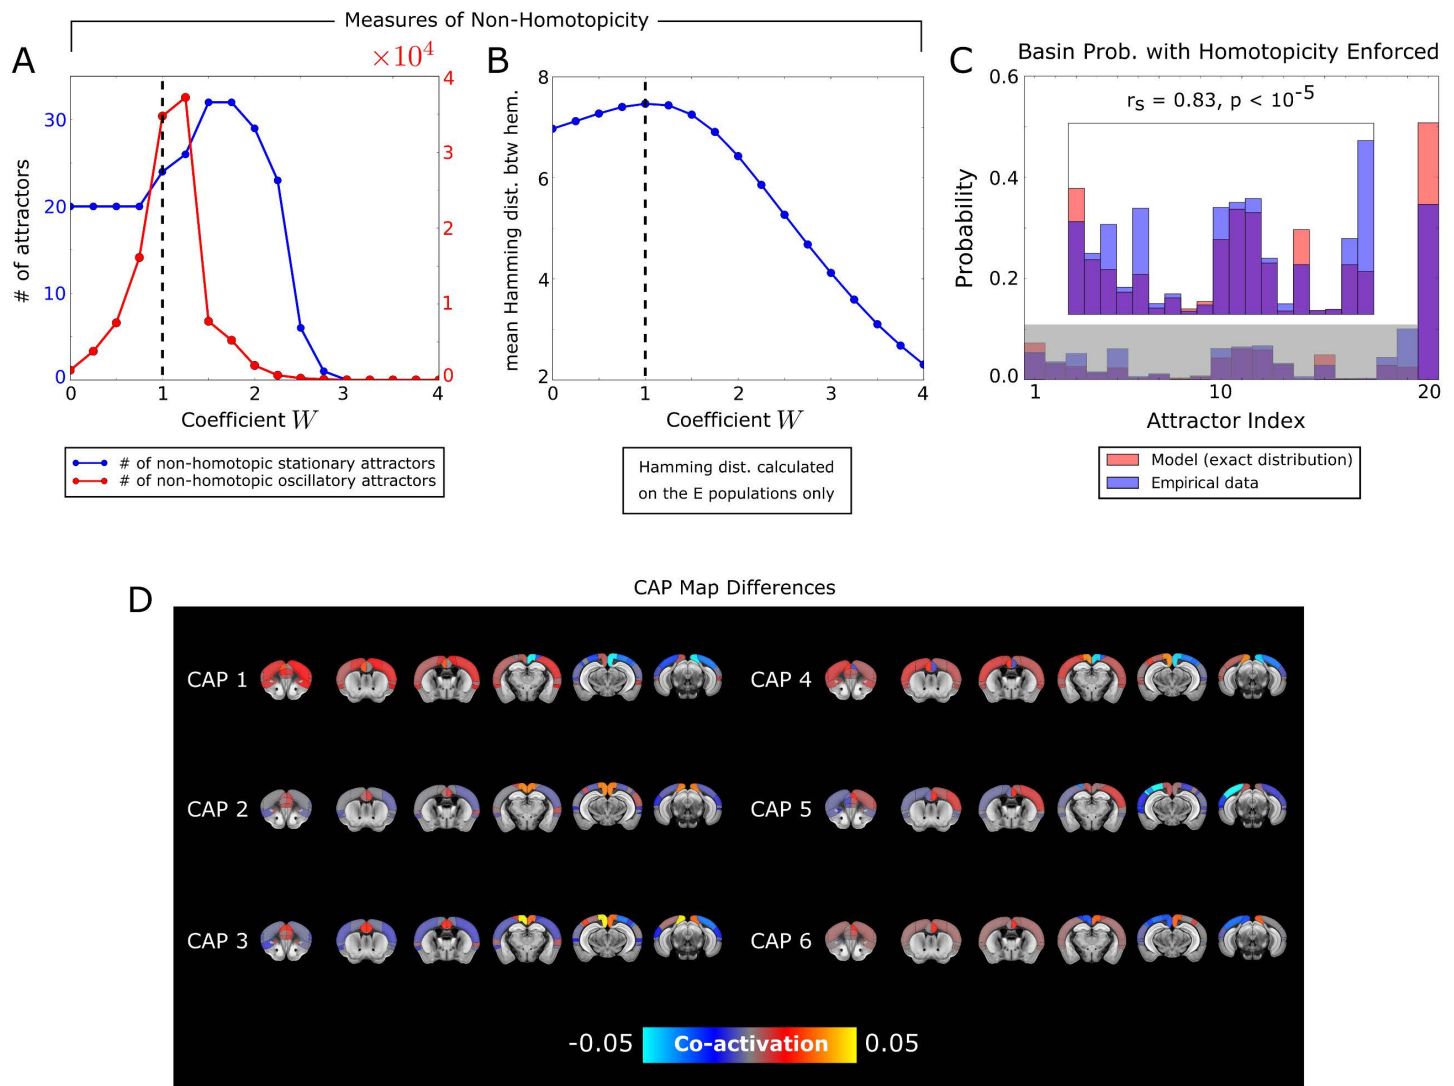 Measures of Non-Homotopicity
A
×10⁴
# of attractors
30
20
10
0
4
3
2
1
0
0
1
2
3
4
Coefficient W
# of non-homotopic stationary attractors
# of non-homotopic oscillatory attractors
B
mean Hamming dist. btw hem.
8
6
4
2
0
1
2
3
4
Coefficient W
Hamming dist. calculated
on the E populations only
Basin Prob. with Homotopicity Enforced
C
rs = 0.83, p < 10⁻⁵
Probability
0.6
0.4
0.2
0.0
1
10
20
Attractor Index
Model (exact distribution)
Empirical data
D
CAP Map Differences
CAP 1
CAP 4
CAP 2
CAP 5
CAP 3
CAP 6
-0.05 Co-activation 0.05